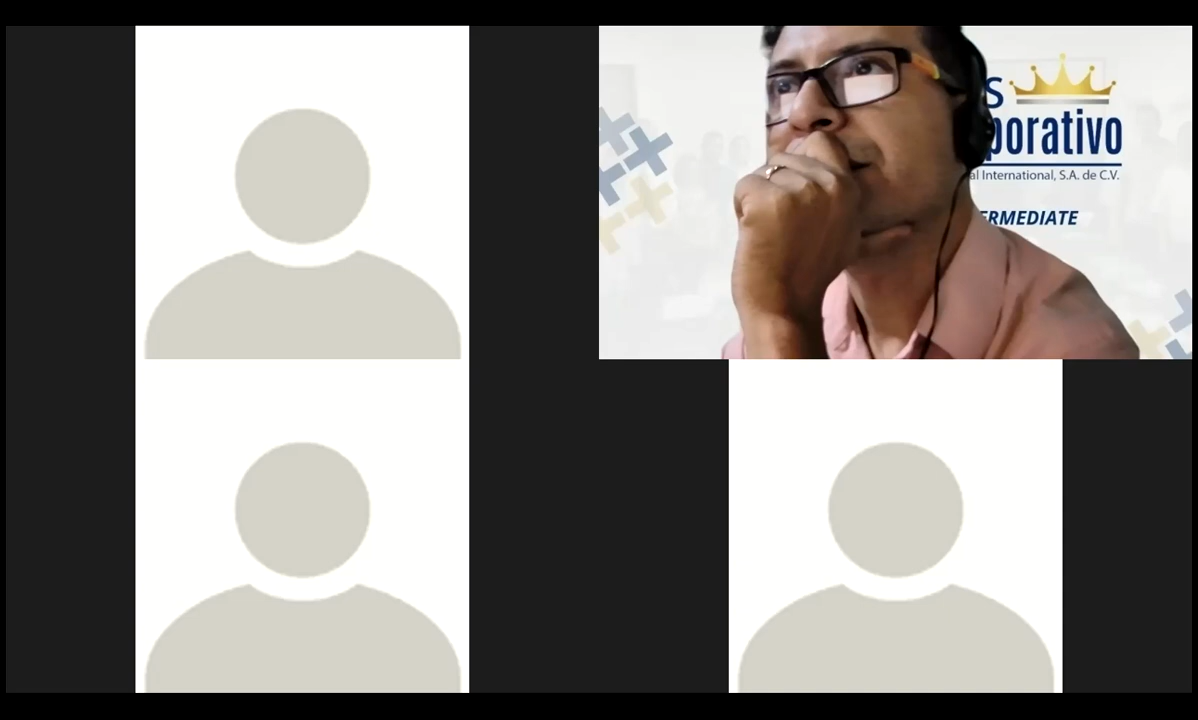 s
porativo
al International, S.A. de C.V.
ERMEDIATE